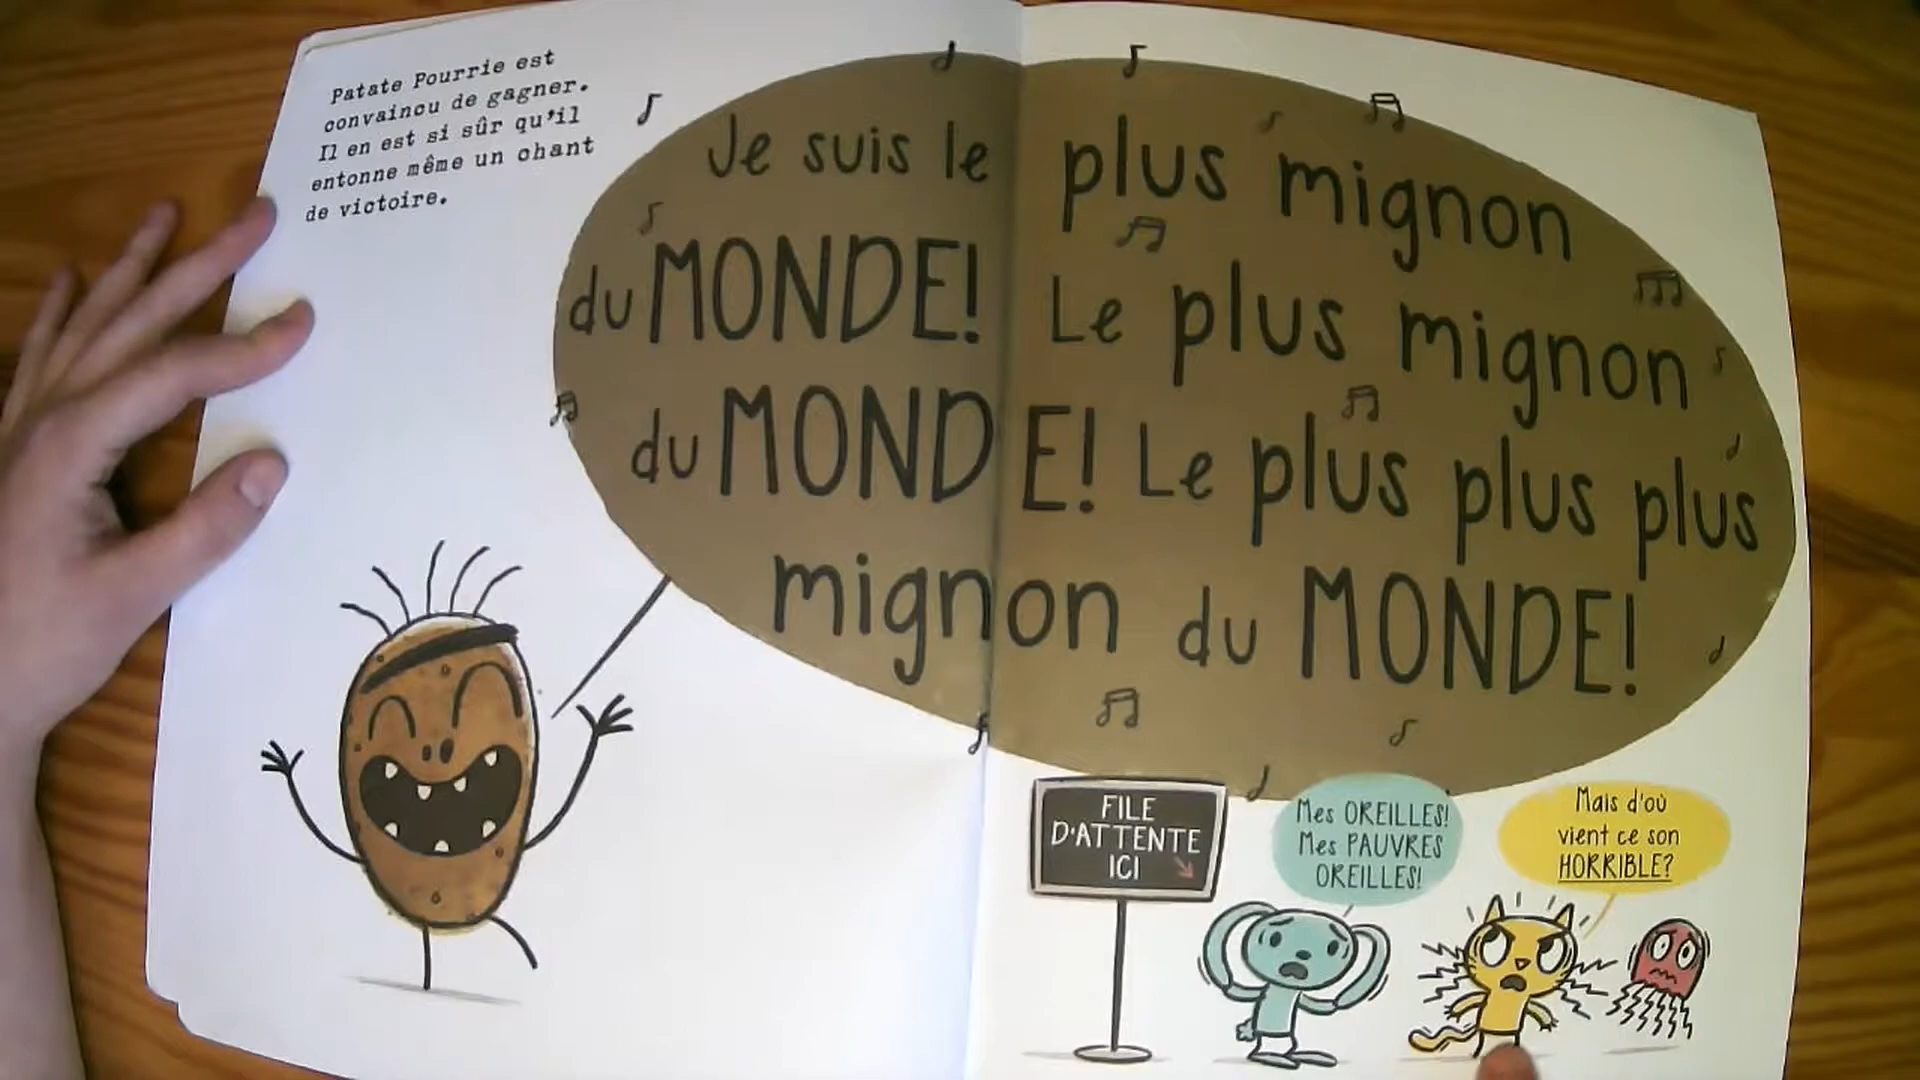 Patate Pourrie est
convaincu de gagner.
Il en est si sûr qu'il
entonne même un chant
de victoire.
Je suis le plus mignon
du MONDE! Le plus mignon
du MONDE! Le plus plus plus
mignon du MONDE!
FILE
D'ATTENTE
ICI
Mes OREILLES!
Mes PAUVRES
OREILLES!
Mais d'où
vient ce son
HORRIBLE?